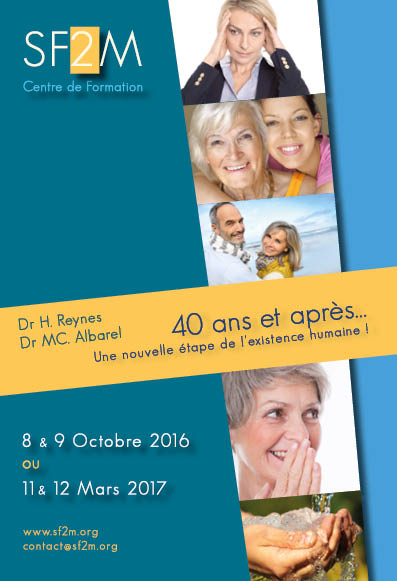 SF2M
Centre de Formation
Dr H. Reynes
Dr MC. Albarel
40 ans et après...
Une nouvelle étape de l'existence humaine !
8 & 9 Octobre 2016
ou
11 & 12 Mars 2017
www.sf2m.org
contact@sf2m.org